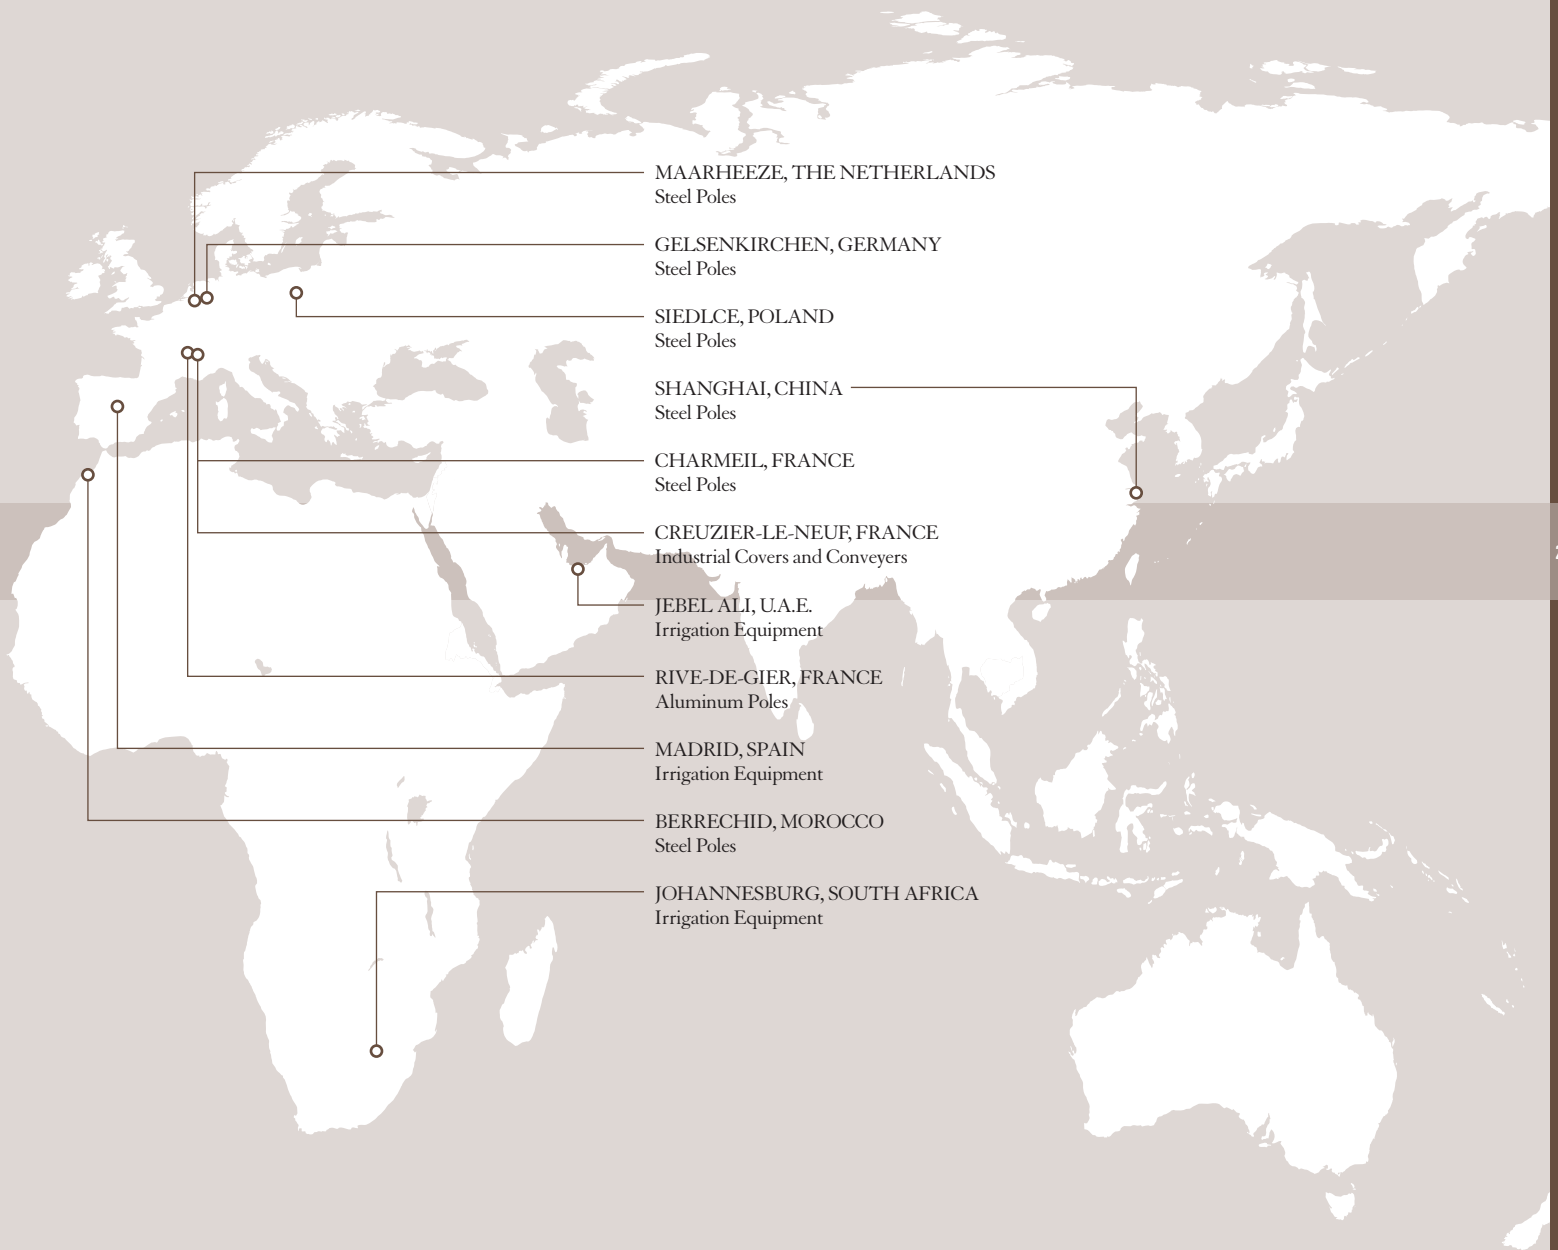 MAARHEEZE, THE NETHERLANDS
Steel Poles
GELSENKIRCHEN, GERMANY
Steel Poles
SIEDLCE, POLAND
Steel Poles
SHANGHAI, CHINA
Steel Poles
CHARMEIL, FRANCE
Steel Poles
CREUZIER-LE-NEUF, FRANCE
Industrial Covers and Conveyers
JEBEL ALI, U.A.E.
Irrigation Equipment
RIVE-DE-GIER, FRANCE
Aluminum Poles
MADRID, SPAIN
Irrigation Equipment
BERRECHID, MOROCCO
Steel Poles
JOHANNESBURG, SOUTH AFRICA
Irrigation Equipment